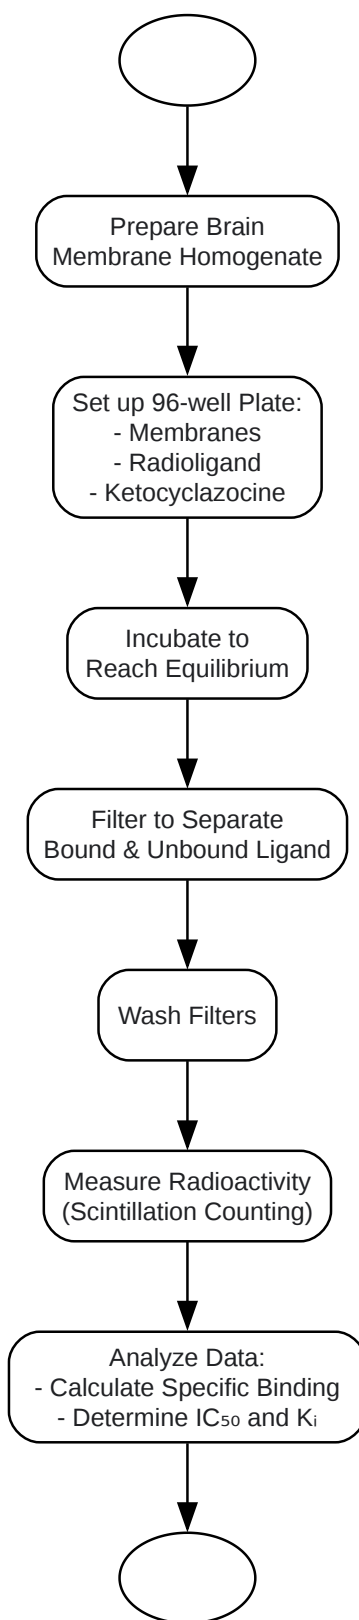 Prepare Brain
Membrane Homogenate
Set up 96-well Plate:
- Membranes
- Radioligand
- Ketocyclazocine
Incubate to
Reach Equilibrium
Filter to Separate
Bound & Unbound Ligand
Wash Filters
Measure Radioactivity
(Scintillation Counting)
Analyze Data:
- Calculate Specific Binding
- Determine IC₅₀ and Kᵢ